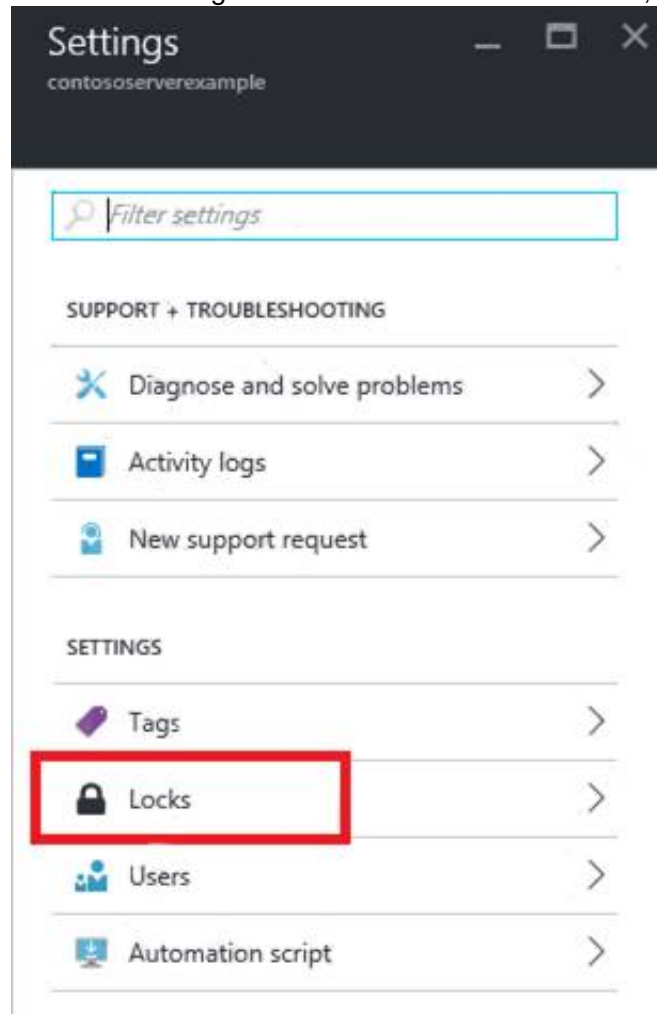 Settings
contososerverexample
Filter settings
SUPPORT + TROUBLESHOOTING
Diagnose and solve problems
Activity logs
New support request
SETTINGS
Tags
Locks
Users
Automation script